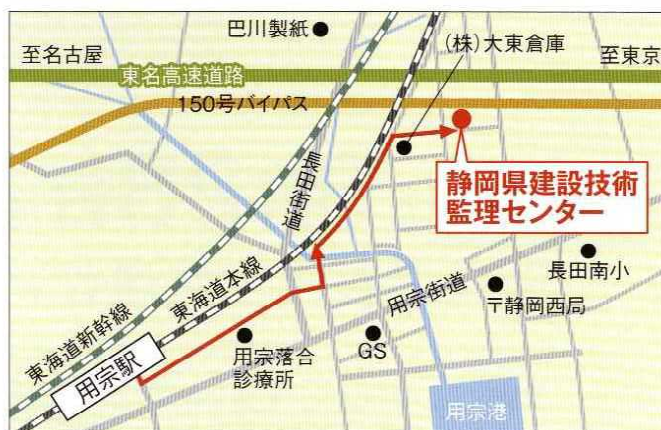 巴川製紙
(株)大東倉庫
至名古屋
至東京
東名高速道路
150号バイパス
長田街道
静岡県建設技術
監理センター
東海道本線
東海道新幹線
用宗街道
長田南小
〒静岡西局
用宗駅
用宗落合
診療所
GS
用宗港